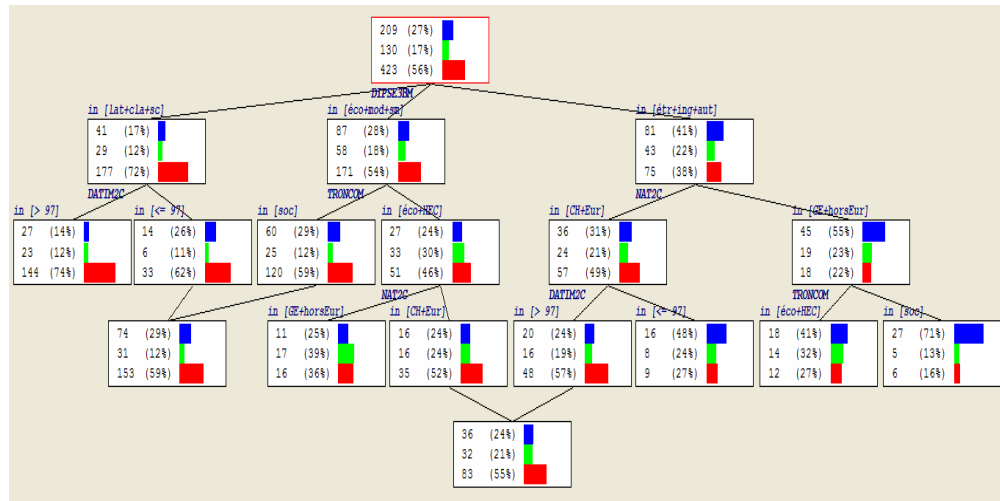 209 (27%)
130 (17%)
423 (56%)
DIPSE3BM
in [lat+cla+sc]
41 (17%)
29 (12%)
177 (72%)
in [éco+mod+sm]
87 (28%)
58 (18%)
171 (54%)
in [étr+ing+aut]
81 (41%)
43 (22%)
75 (38%)
DATIM2C
TRONCOM
NAT2C
in [> 97]
27 (14%)
23 (12%)
144 (74%)
in [<= 97]
14 (26%)
6 (11%)
33 (62%)
in [soc]
60 (29%)
25 (12%)
120 (59%)
in [éco+HEC]
27 (24%)
33 (30%)
51 (46%)
in [CH+Eur]
36 (31%)
24 (21%)
57 (49%)
in [GE+horsEur]
45 (55%)
19 (23%)
18 (22%)
NAT2C
DATIM2C
TRONCOM
74 (29%)
31 (12%)
153 (59%)
in [GE+horsEur]
11 (25%)
17 (39%)
16 (36%)
in [CH+Eur]
16 (24%)
16 (24%)
35 (52%)
in [> 97]
20 (24%)
16 (19%)
48 (57%)
in [<= 97]
16 (48%)
8 (24%)
9 (27%)
in [éco+HEC]
18 (41%)
14 (32%)
12 (27%)
in [soc]
27 (71%)
5 (13%)
6 (16%)
36 (24%)
32 (21%)
83 (55%)